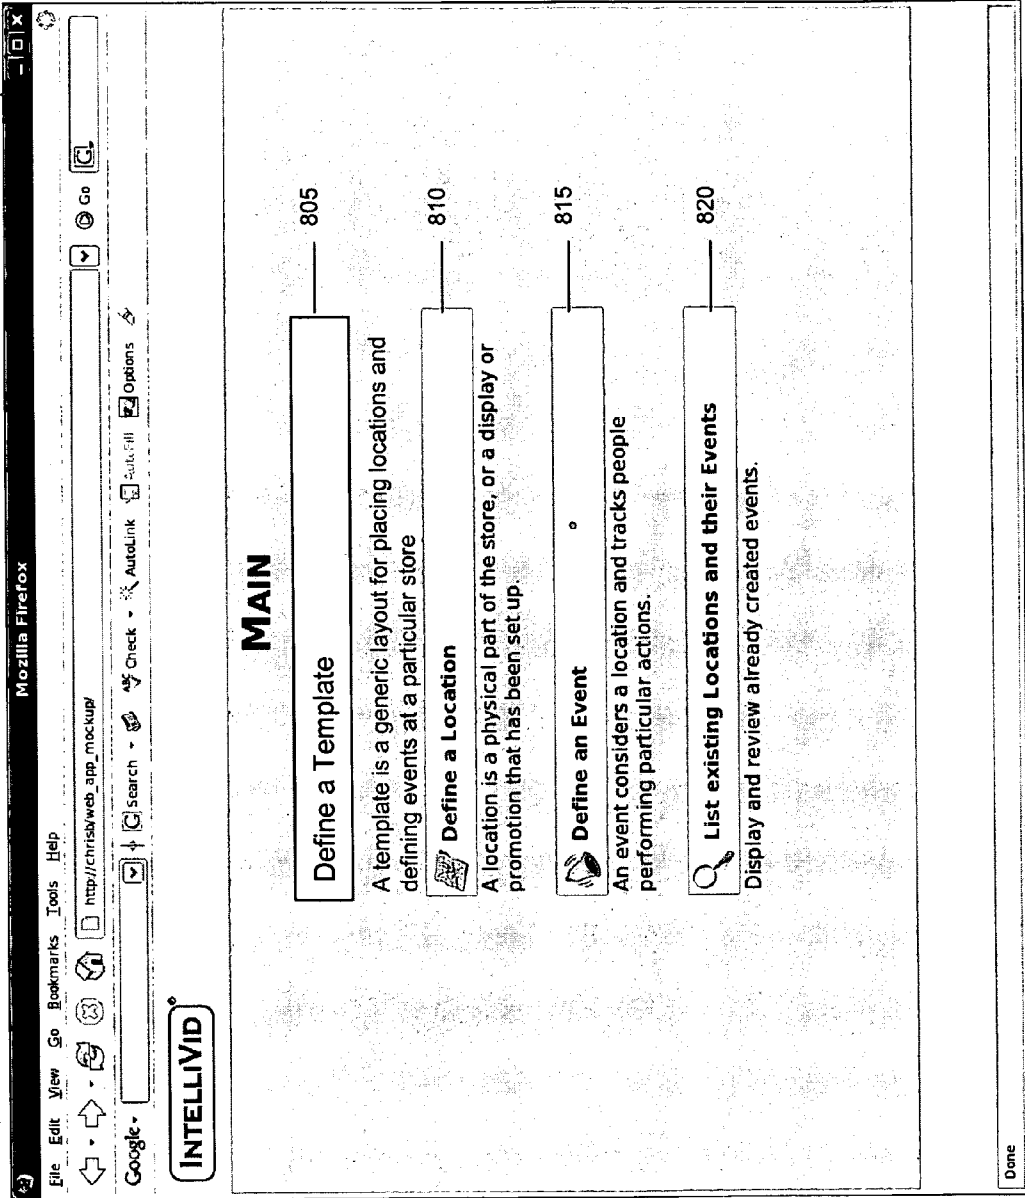 Mozilla Firefox
File Edit View Go Bookmarks Tools Help
http://chrisb/web_app_mockup/ Go G
Google G Search ABC Check AutoLink AutoFill Options
INTELLIVID
MAIN
Define a Template 805
A template is a generic layout for placing locations and
defining events at a particular store
Define a Location 810
A location is a physical part of the store, or a display or
promotion that has been set up.
Define an Event 815
An event considers a location and tracks people
performing particular actions.
List existing Locations and their Events 820
Display and review already created events.
Done